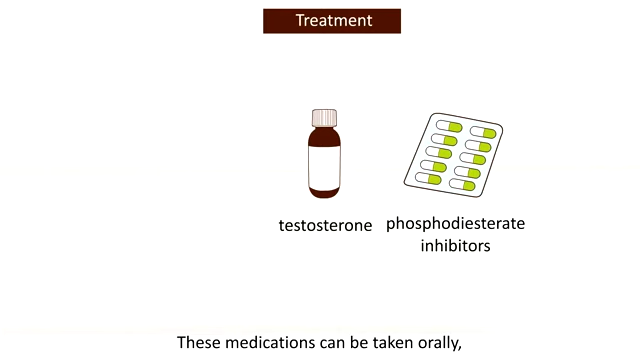 Treatment
testosterone
phosphodiesterate
inhibitors
These medications can be taken orally,